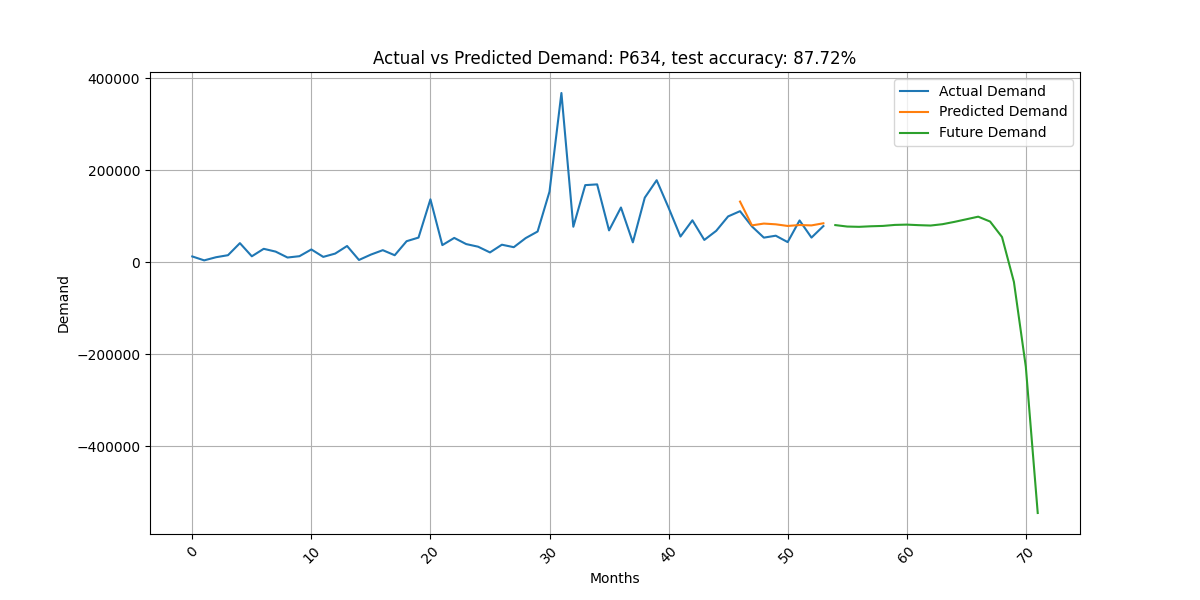 Actual vs Predicted Demand: P634, test accuracy: 87.72%
400000
200000
0
−200000
−400000
Demand
Actual Demand
Predicted Demand
Future Demand
0
10
20
30
40
50
60
70
Months